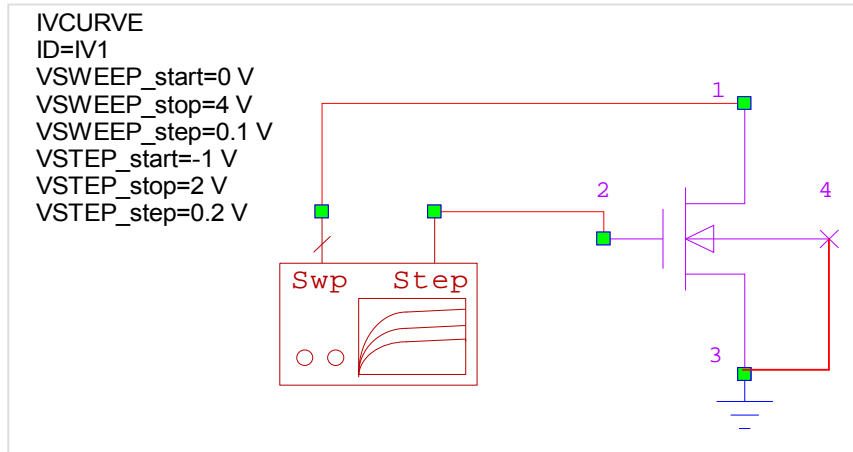 IVCURVE
ID=IV1
VSWEEP_start=0 V
VSWEEP_stop=4 V
VSWEEP_step=0.1 V
VSTEP_start=-1 V
VSTEP_stop=2 V
VSTEP_step=0.2 V
1
2
4
Swp Step
3